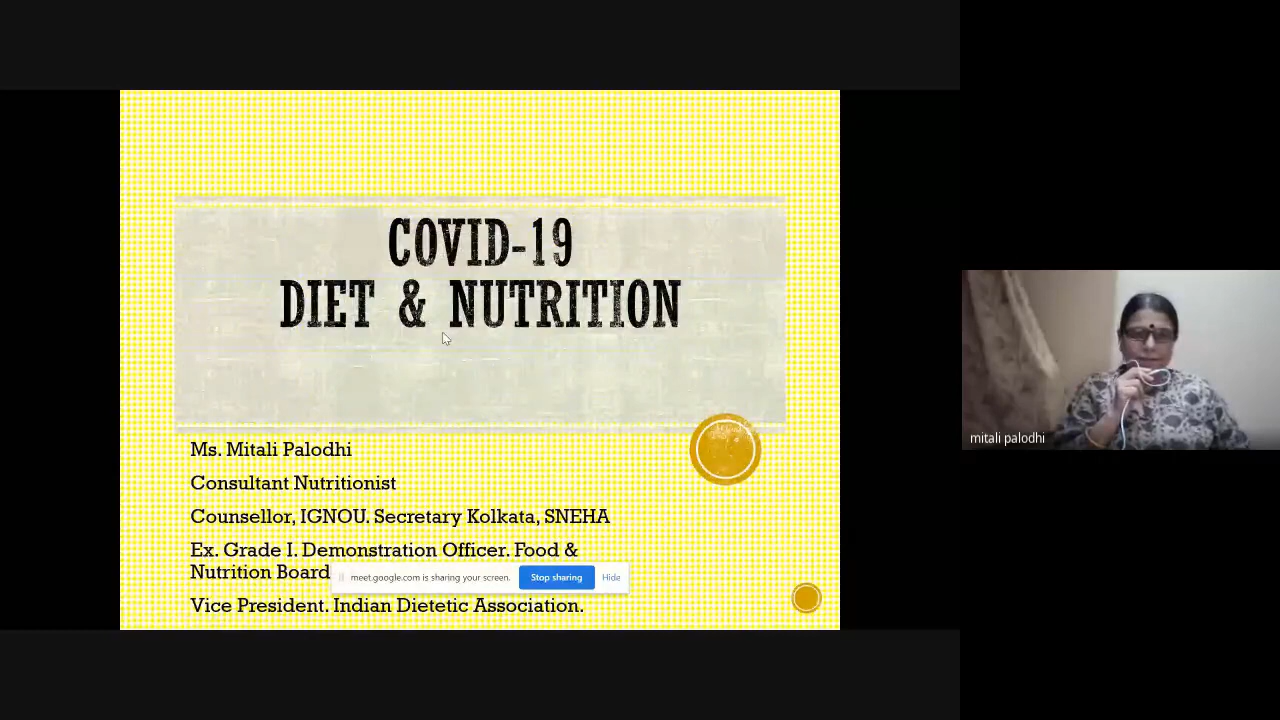 COVID-19
DIET & NUTRITION
Ms. Mitali Palodhi
Consultant Nutritionist
Counsellor, IGNOU. Secretary Kolkata, SNEHA
Ex. Grade I. Demonstration Officer. Food &
Nutrition Board
meet.google.com is sharing your screen. Stop sharing Hide
Vice President. Indian Dietetic Association.
mitali palodhi